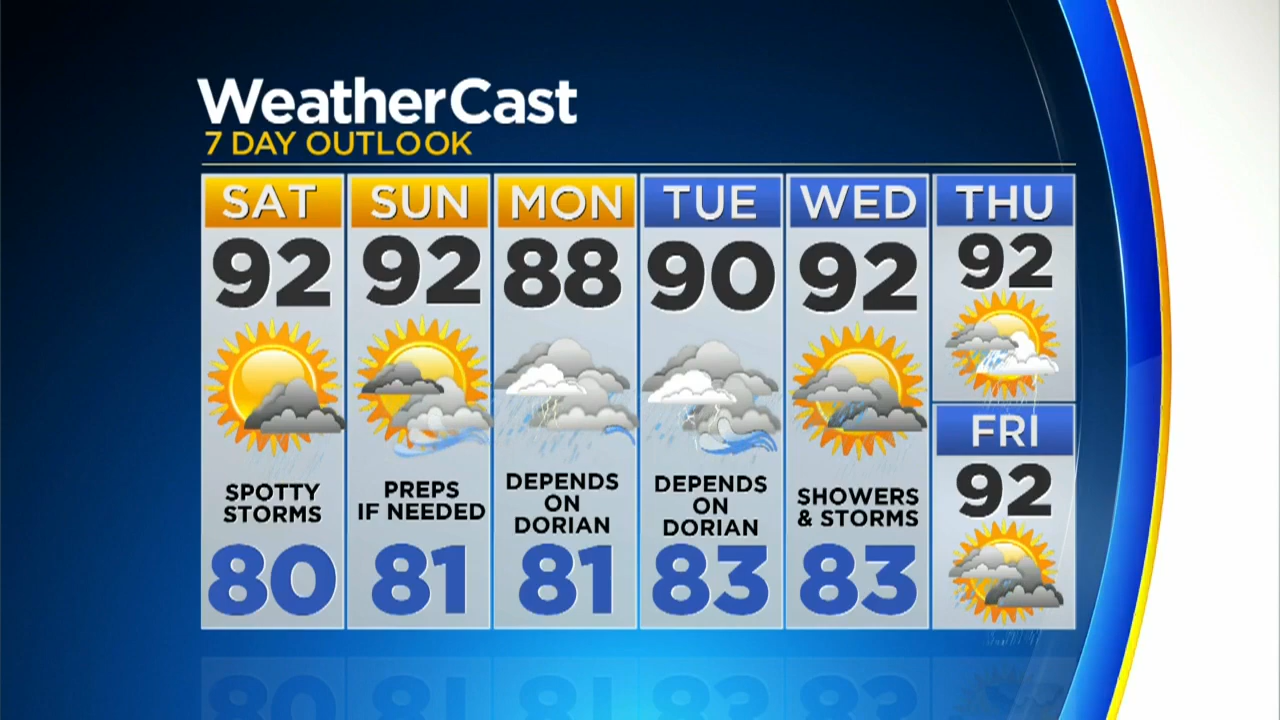 WeatherCast
7 DAY OUTLOOK
SAT
92
SPOTTY
STORMS
80
SUN
92
PREPS
IF NEEDED
81
MON
88
DEPENDS
ON
DORIAN
81
TUE
90
DEPENDS
ON
DORIAN
83
WED
92
SHOWERS
& STORMS
83
THU
92
FRI
92